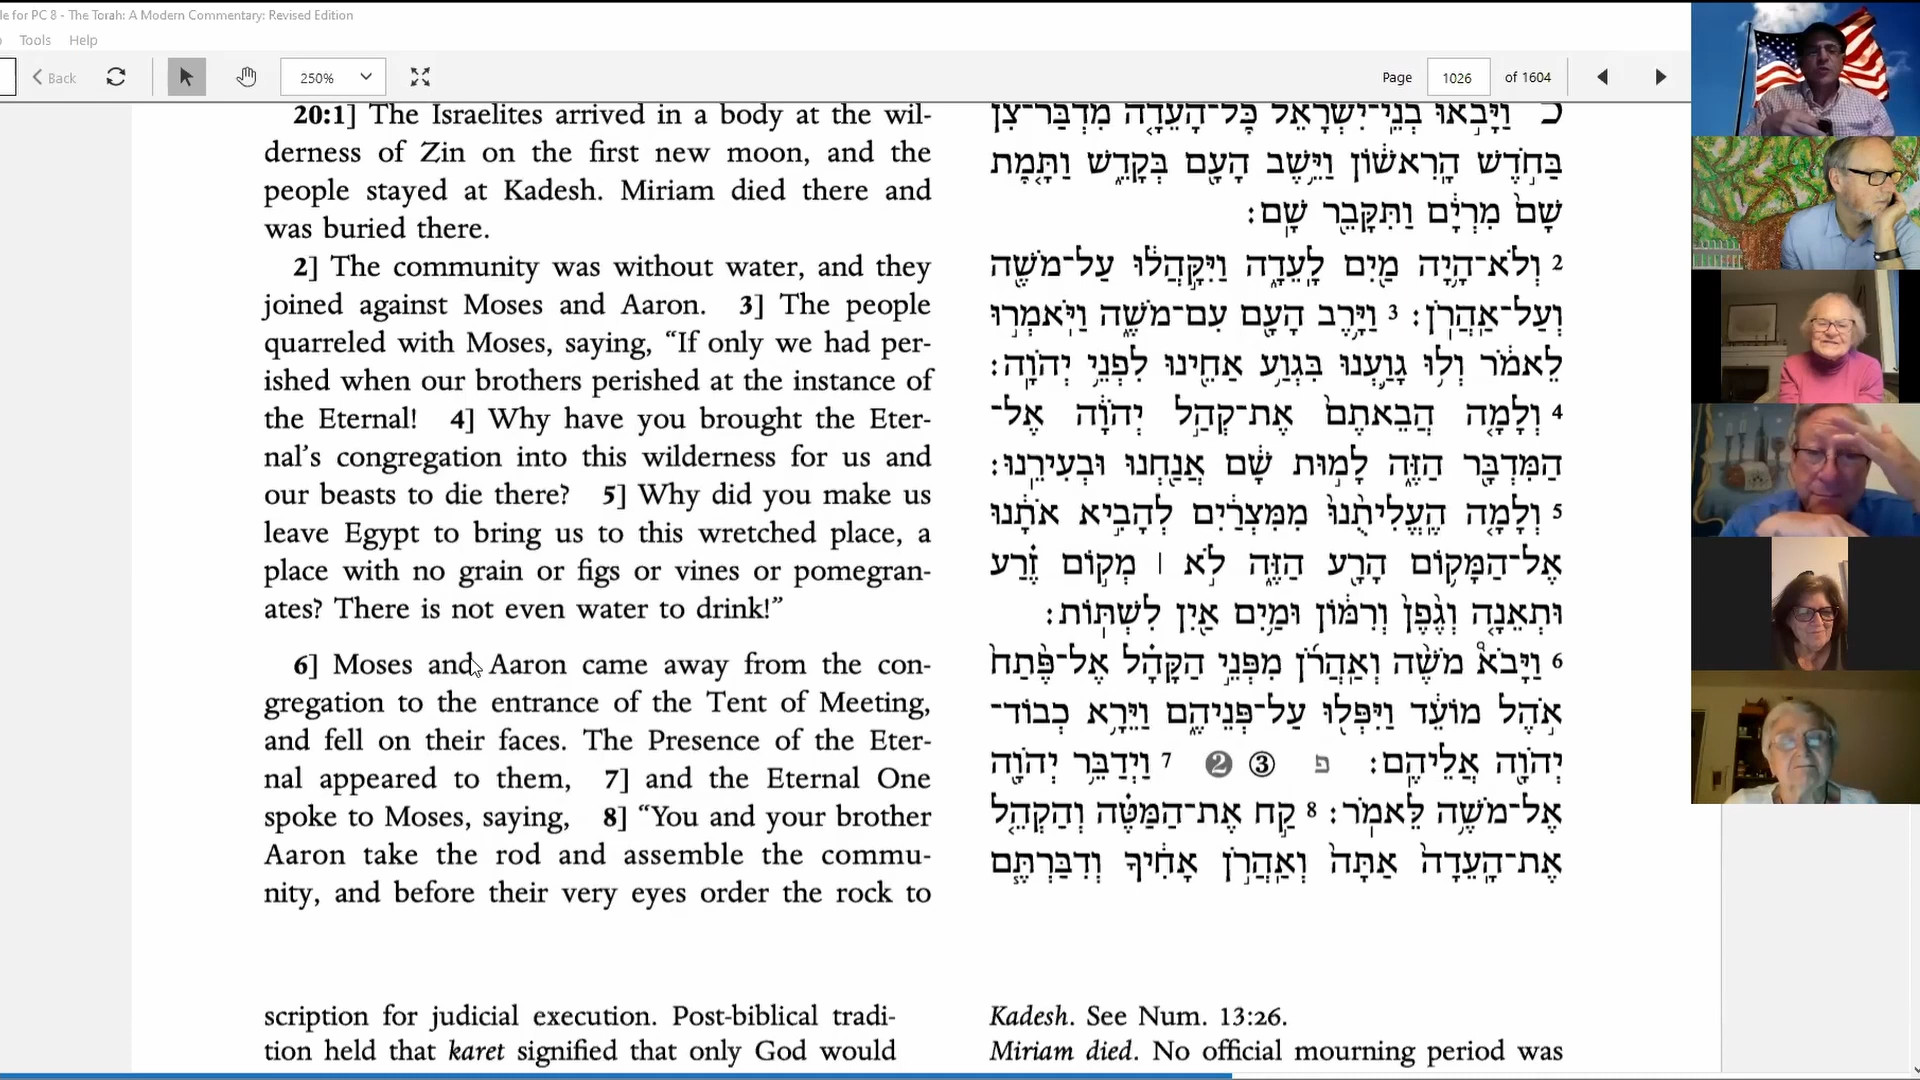 le for PC 8 - The Torah: A Modern Commentary: Revised Edition
Tools Help
Back 250% Page 1026 of 1604
20:1] The Israelites arrived in a body at the wil-
derness of Zin on the first new moon, and the
people stayed at Kadesh. Miriam died there and
was buried there.
2] The community was without water, and they
joined against Moses and Aaron. 3] The people
quarreled with Moses, saying, “If only we had per-
ished when our brothers perished at the instance of
the Eternal! 4] Why have you brought the Eter-
nal’s congregation into this wilderness for us and
our beasts to die there? 5] Why did you make us
leave Egypt to bring us to this wretched place, a
place with no grain or figs or vines or pomegran-
ates? There is not even water to drink!”
6] Moses and Aaron came away from the con-
gregation to the entrance of the Tent of Meeting,
and fell on their faces. The Presence of the Eter-
nal appeared to them, 7] and the Eternal One
spoke to Moses, saying, 8] “You and your brother
Aaron take the rod and assemble the commu-
nity, and before their very eyes order the rock to
scription for judicial execution. Post-biblical tradi-
tion held that karet signified that only God would
כ וַיָּבֹ֣אוּ בְנֵֽי־יִ֠שְׂרָאֵ֠ל כׇּל־הָ֨עֵדָ֤ה מִדְבַּר־צִן֙
בַּחֹ֣דֶשׁ הָֽרִאשׁ֔וֹן וַיֵּ֥שֶׁב הָעָ֖ם בְּקָדֵ֑שׁ וַתָּ֤מׇת
שָׁם֙ מִרְיָ֔ם וַתִּקָּבֵ֖ר שָֽׁם׃
2 וְלֹא־הָ֥יָה מַ֖יִם לָעֵדָ֑ה וַיִּקָּ֣הֲל֔וּ עַל־מֹשֶׁ֖ה
וְעַֽל־אַהֲרֹֽן׃ 3 וַיָּ֥רֶב הָעָ֖ם עִם־מֹשֶׁ֑ה וַיֹּאמְר֣וּ
לֵאמֹ֔ר וְל֥וּ גָוַ֛עְנוּ בִּגְוַ֥ע אַחֵ֖ינוּ לִפְנֵ֥י יְהֹוָֽה׃
4 וְלָמָ֤ה הֲבֵאתֶם֙ אֶת־קְהַ֣ל יְהֹוָ֔ה אֶל־
הַמִּדְבָּ֖ר הַזֶּ֑ה לָמ֣וּת שָׁ֔ם אֲנַ֖חְנוּ וּבְעִירֵֽנוּ׃
5 וְלָמָ֤ה הֶֽעֱלִיתֻ֙נוּ֙ מִמִּצְרַ֔יִם לְהָבִ֣יא אֹתָ֔נוּ
אֶל־הַמָּק֥וֹם הָרָ֖ע הַזֶּ֑ה לֹ֣א ׀ מְק֣וֹם זֶ֗רַע
וּתְאֵנָ֤ה וְגֶ֙פֶן֙ וְרִמּ֔וֹן וּמַ֥יִם אַ֖יִן לִשְׁתּֽוֹת׃
6 וַיָּבֹא֩ מֹשֶׁ֨ה וְאַהֲרֹ֜ן מִפְּנֵ֣י הַקָּהָ֗ל אֶל־פֶּ֙תַח֙
אֹ֣הֶל מוֹעֵ֔ד וַֽיִּפְּל֖וּ עַל־פְּנֵיהֶ֑ם וַיֵּרָ֥א כְבוֹד־
יְהֹוָ֖ה אֲלֵיהֶֽם׃ פ ③ ❷ 7 וַיְדַבֵּ֥ר יְהֹוָ֖ה
אֶל־מֹשֶׁ֥ה לֵּאמֹֽר׃ 8 קַ֣ח אֶת־הַמַּטֶּ֗ה וְהַקְהֵ֤ל
אֶת־הָעֵדָה֙ אַתָּה֙ וְאַהֲרֹ֣ן אָחִ֔יךָ וְדִבַּרְתֶּ֧ם
Kadesh. See Num. 13:26.
Miriam died. No official mourning period was